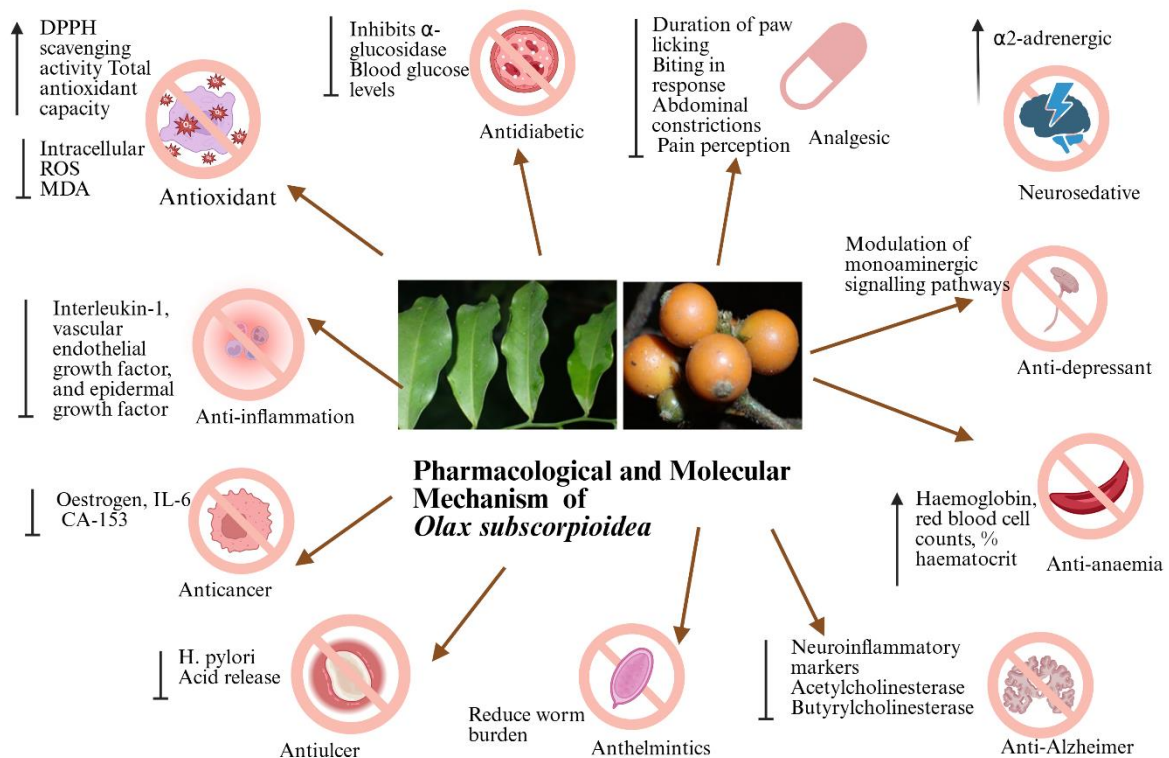 DPPH
scavenging
activity Total
antioxidant
capacity
Intracellular
ROS
MDA
Antioxidant
Inhibits α-
glucosidase
Blood glucose
levels
Antidiabetic
Duration of paw
licking
Biting in
response
Abdominal
constrictions
Pain perception
Analgesic
α2-adrenergic
Neurosedative
Modulation of
monoaminergic
signalling pathways
Anti-depressant
Interleukin-1,
vascular
endothelial
growth factor,
and epidermal
growth factor
Anti-inflammation
Pharmacological and Molecular
Mechanism of
Olax subscorpioidea
Haemoglobin,
red blood cell
counts, %
haematocrit
Anti-anaemia
Oestrogen, IL-6
CA-153
Anticancer
H. pylori
Acid release
Antiulcer
Reduce worm
burden
Anthelmintics
Neuroinflammatory
markers
Acetylcholinesterase
Butyrylcholinesterase
Anti-Alzheimer